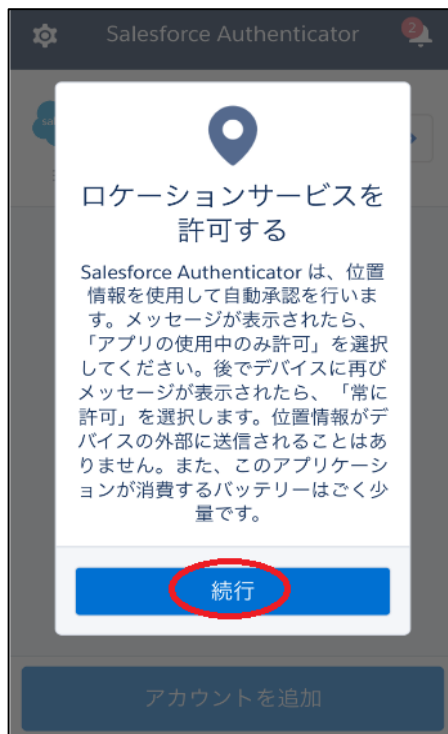 Salesforce Authenticator
2
ロケーションサービスを
許可する
Salesforce Authenticator は、位置
情報を使用して自動承認を行いま
す。メッセージが表示されたら、
「アプリの使用中のみ許可」を選択
してください。後でデバイスに再び
メッセージが表示されたら、「常に
許可」を選択します。位置情報がデ
バイスの外部に送信されることはあ
りません。また、このアプリケーシ
ョンが消費するバッテリーはごく少
量です。
続行
アカウントを追加